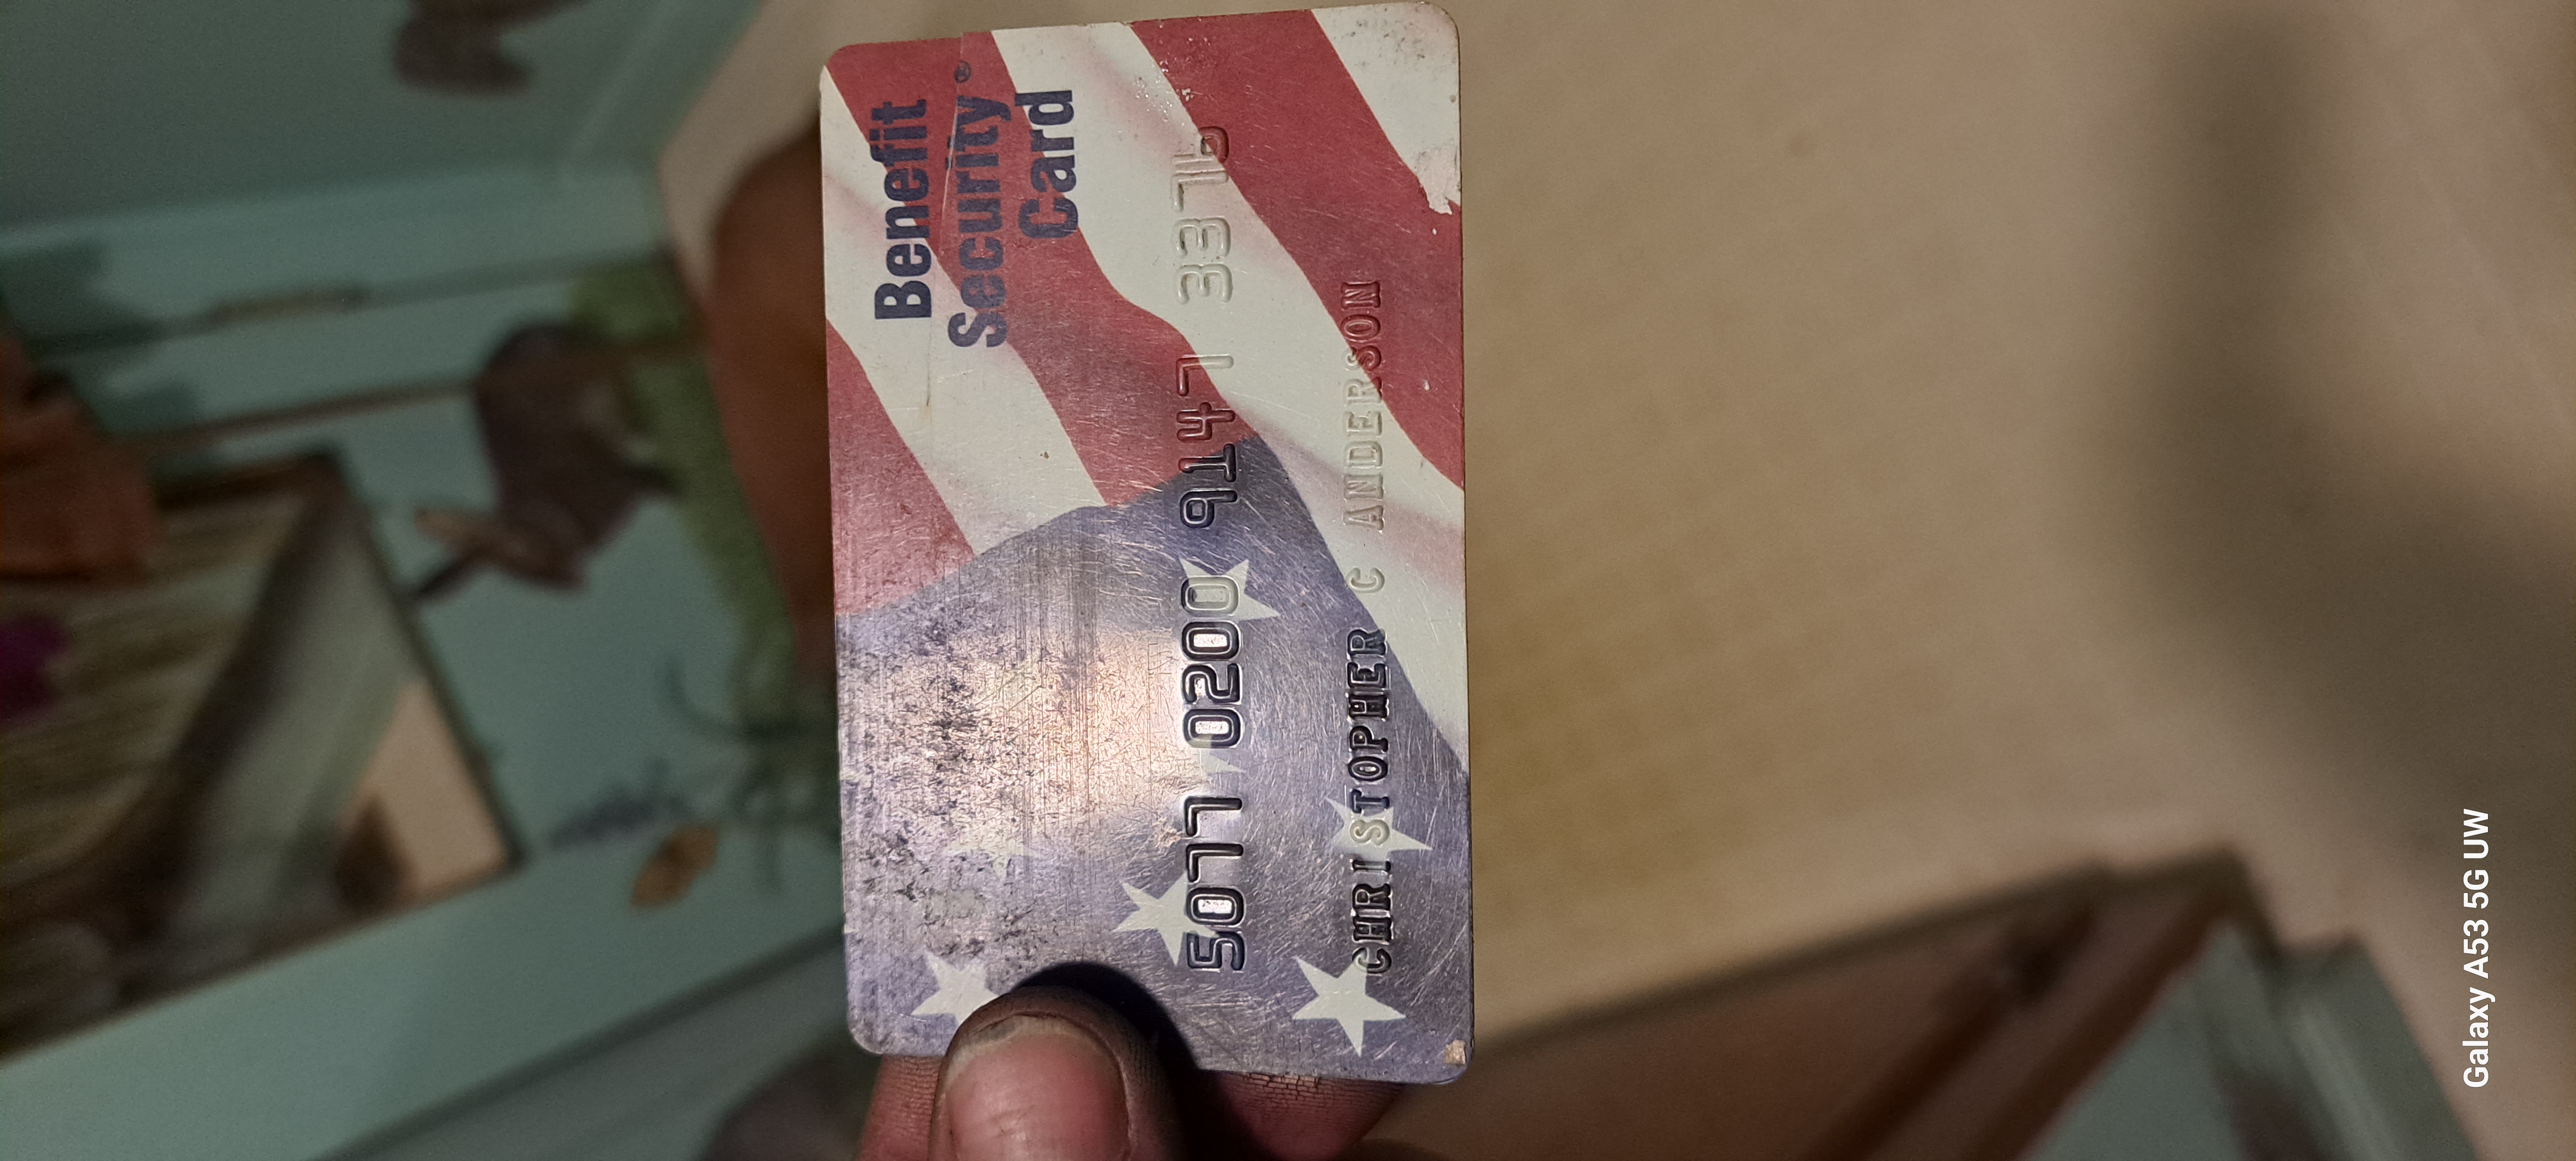 Benefit
Security®
Card
5077 0200 9147 3376
CHRISTOPHER C ANDERSON
Galaxy A53 5G UW